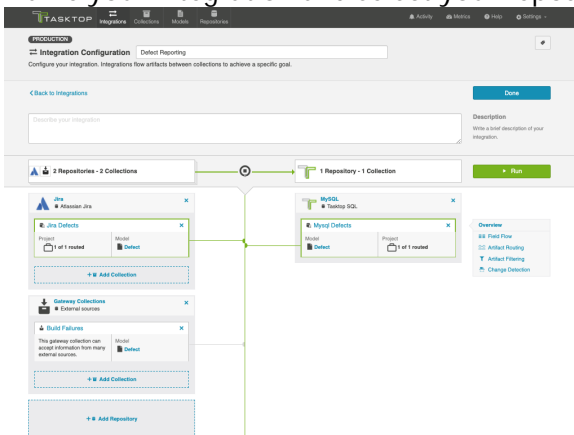 TASKTOP
Integrations
Collections
Models
Repositories
Activity
Metrics
Help
Settings
PRODUCTION
Integration Configuration
Defect Reporting
Configure your integration. Integrations flow artifacts between collections to achieve a specific goal.
Back to Integrations
Done
Describe your integration
Description
Write a brief description of your
integration.
2 Repositories - 2 Collections
1 Repository - 1 Collection
Run
Jira
Atlassian Jira
Jira Defects
Project
1 of 1 routed
Model
Defect
+ Add Collection
MySQL
Tasktop SQL
Mysql Defects
Model
Defect
Project
1 of 1 routed
Overview
Field Flow
Artifact Routing
Artifact Filtering
Change Detection
Gateway Collections
External sources
Build Failures
This gateway collection can
accept information from many
external sources.
Model
Defect
+ Add Collection
+ Add Repository